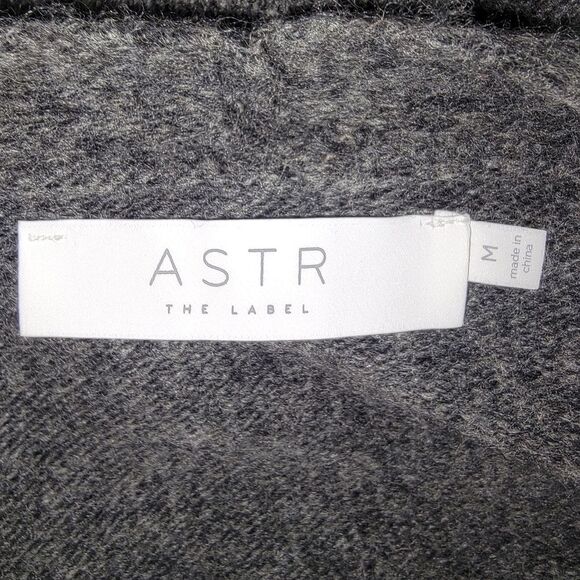 ASTR
THE LABEL
M
made in
china